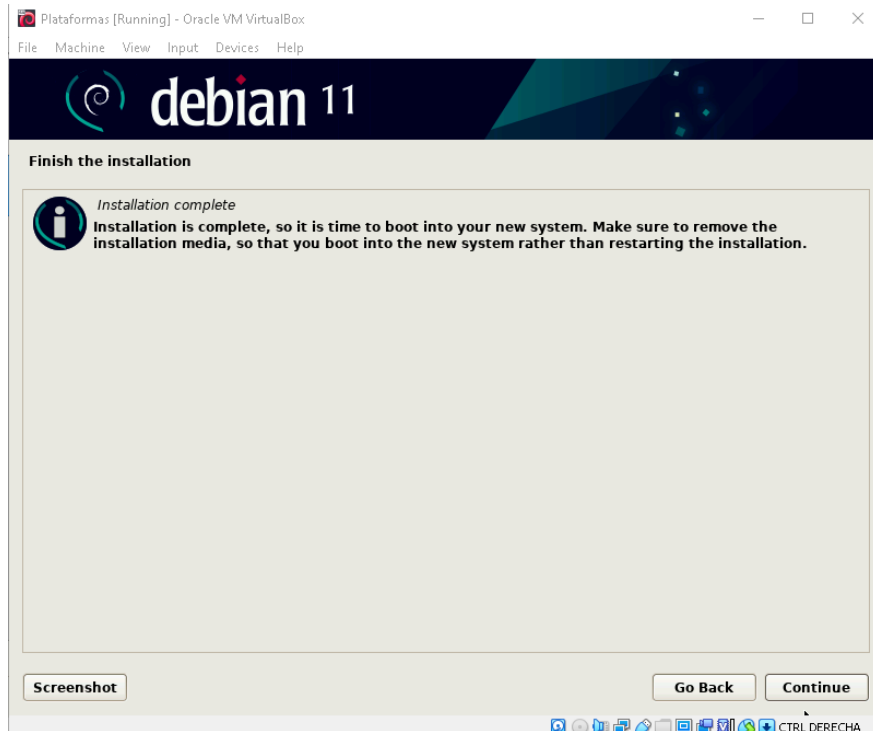 Plataformas [Running] - Oracle VM VirtualBox
File Machine View Input Devices Help
debian 11
Finish the installation
Installation complete
Installation is complete, so it is time to boot into your new system. Make sure to remove the
installation media, so that you boot into the new system rather than restarting the installation.
Screenshot
Go Back
Continue
CTRL DERECHA